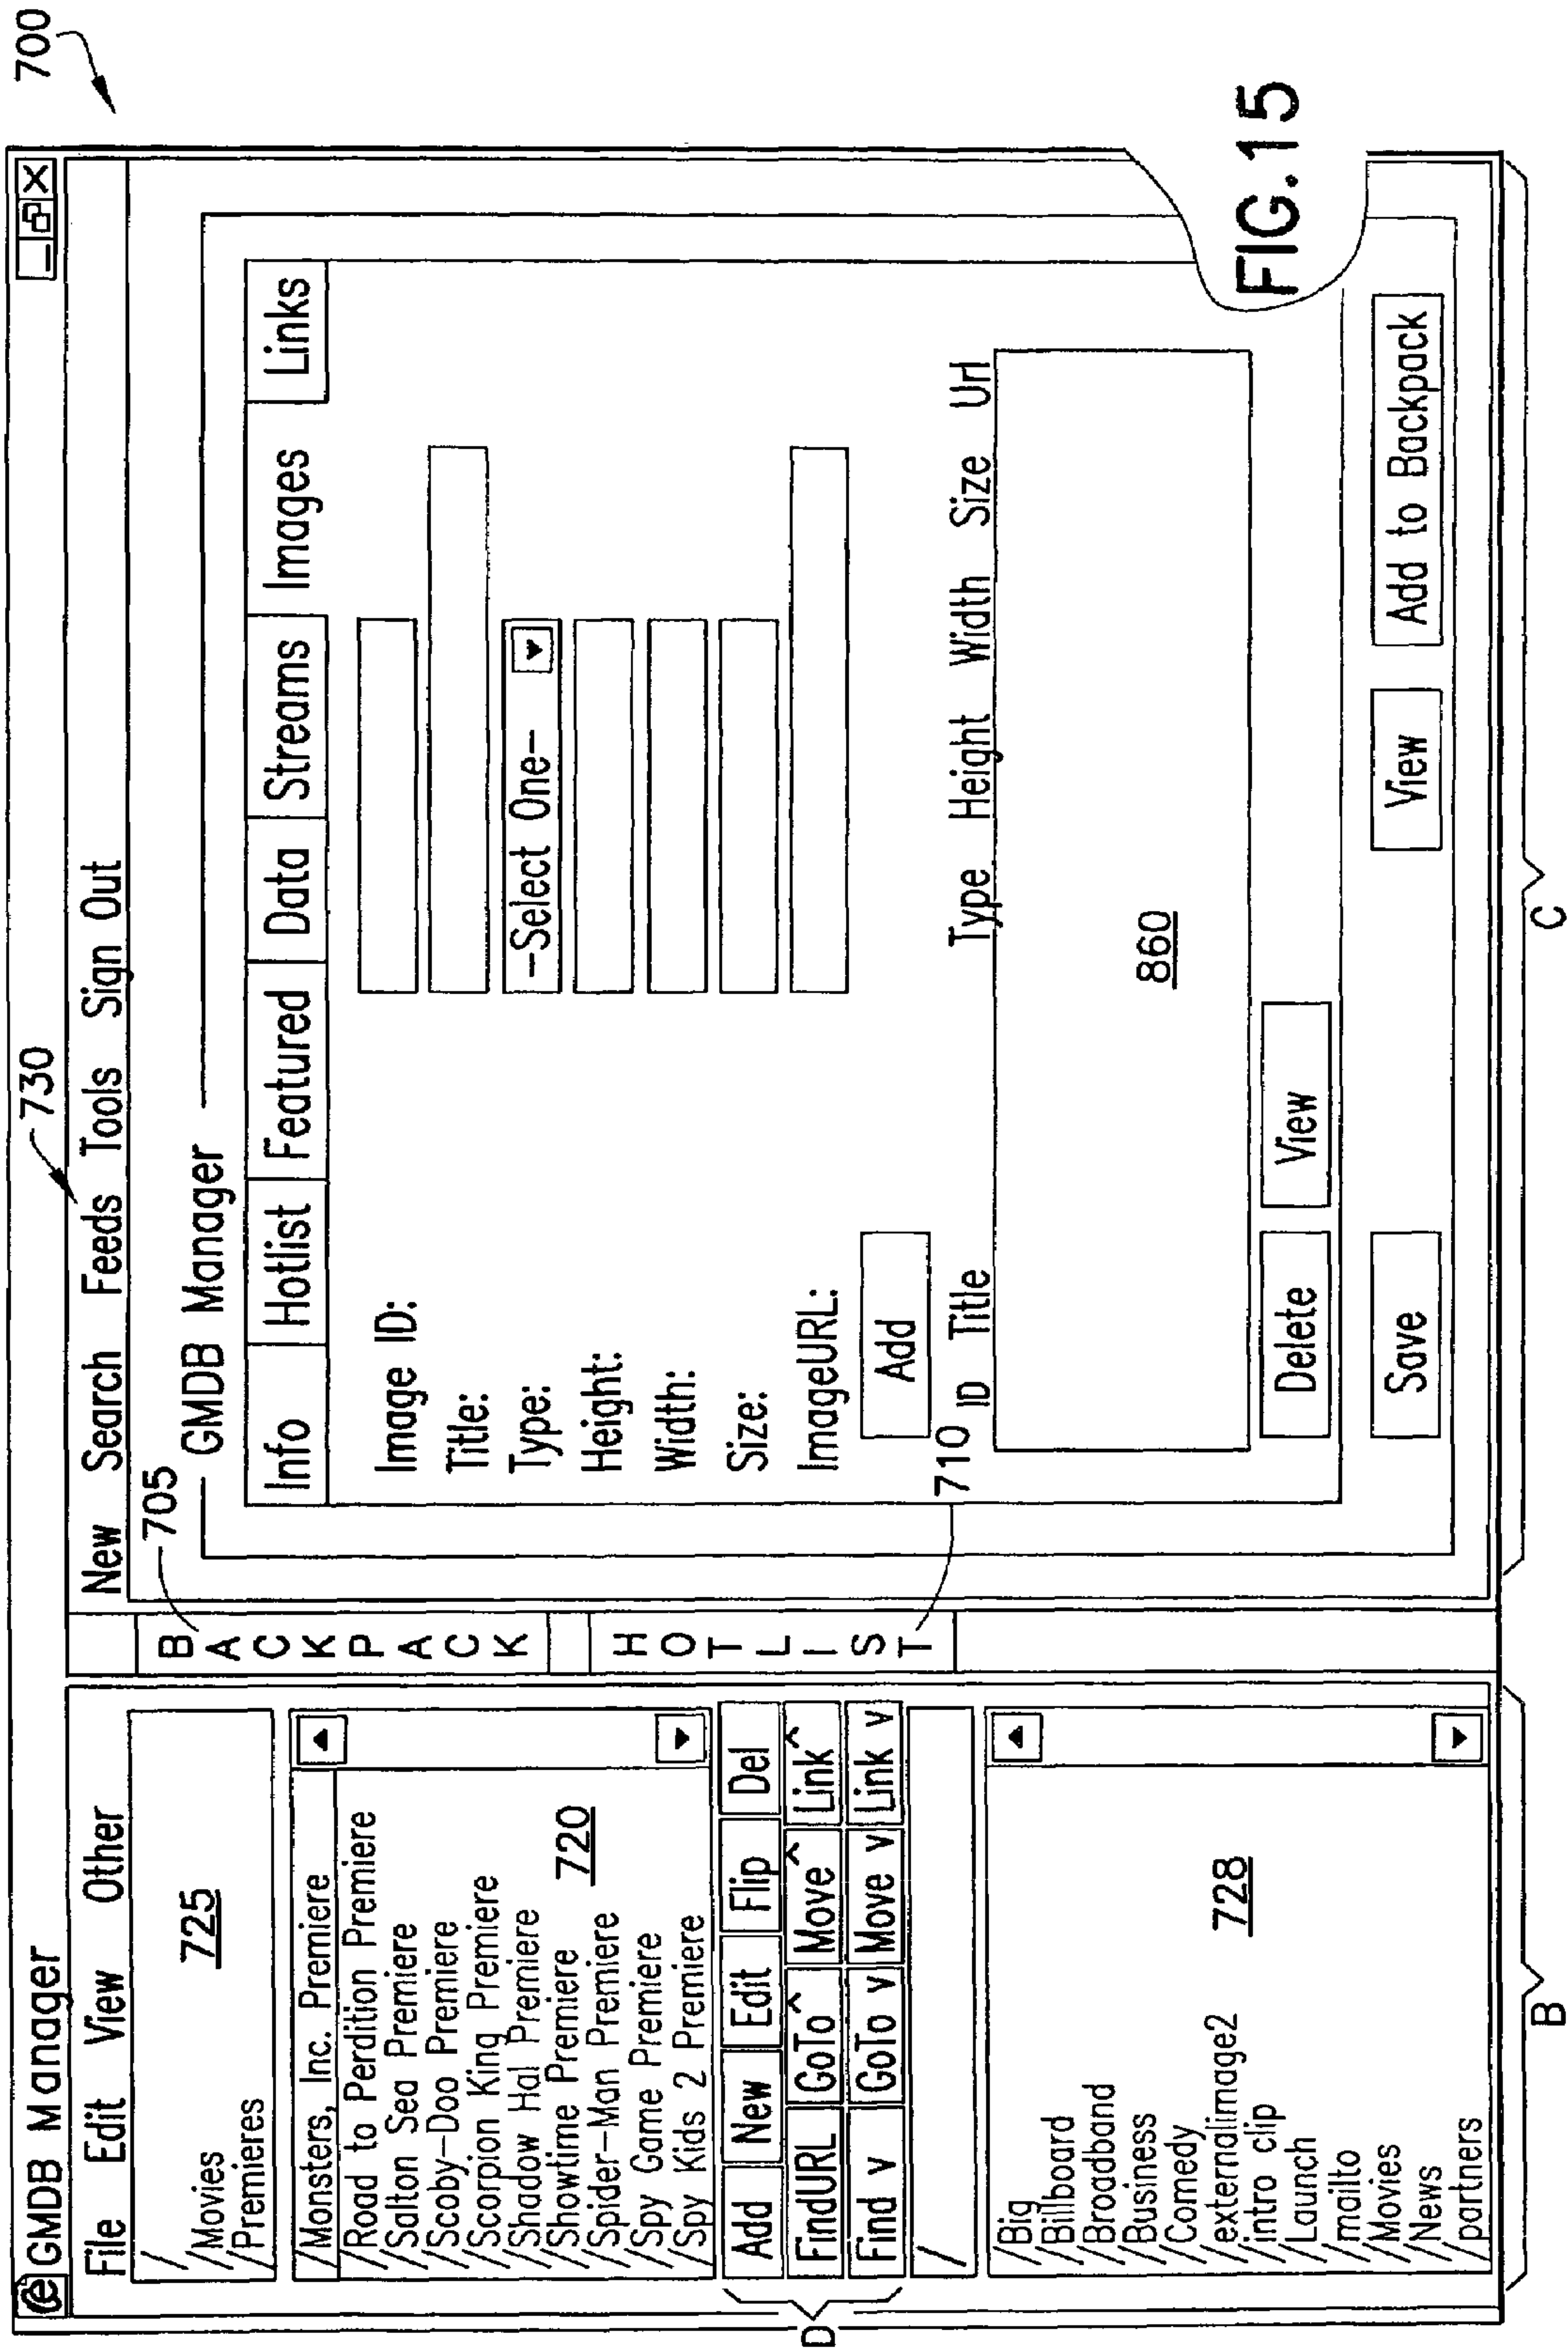 700
@ GMDB Manager
File Edit View Other
725
/
/Movies
/Premieres
/Monsters, Inc. Premiere
/Road to Perdition Premiere
/Salton Sea Premiere
/Scoby-Doo Premiere
/Scorpion King Premiere
/Shadow Hal Premiere
/Showtime Premiere
/Spider-Man Premiere
/Spy Game Premiere
/Spy Kids 2 Premiere
720
Add New Edit Flip Del
FindURL GoTo ^ Move ^ Link ^
Find v GoTo v Move v Link v
D
/
/Big
/Billboard
/Broadband
/Business
/Comedy
/externalimage2
/intro clip
/Launch
/mailto
/Movies
/News
/partners
728
B
BACKPACK
705
HOTLIST
710
730
New Search Feeds Tools Sign Out
GMDB Manager
Info Hotlist Featured Data Streams Images Links
Image ID:
Title:
Type: -Select One-
Height:
Width:
Size:
ImageURL:
Add
ID Title Type Height Width Size Url
860
Delete View
Save View Add to Backpack
C
FIG.15